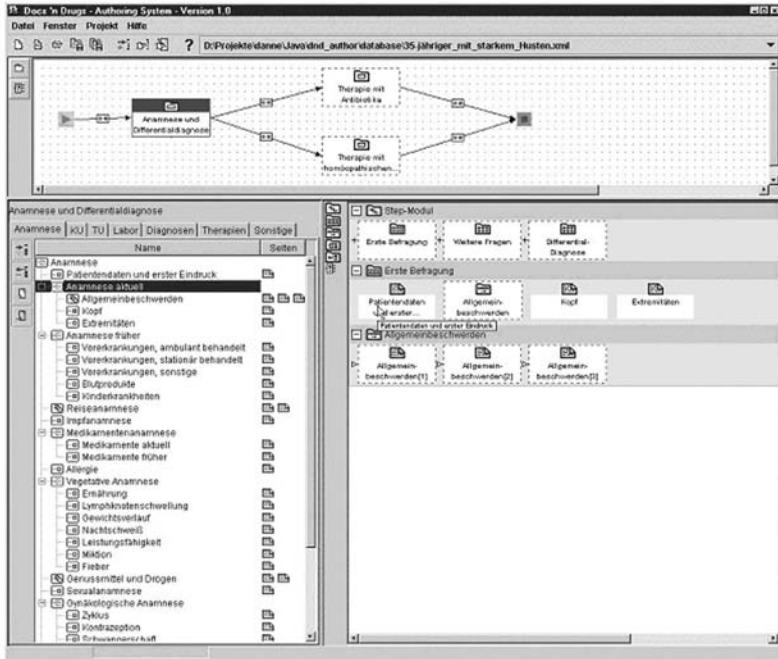 Docs 'n Drugs - Authoring System - Version 1.0
Datei Fenster Projekt Hilfe
? D:\Projekte\danne\Java\dnd_author\database\35-jähriger_mit_starkem_Husten.xml
Therapie mit
Antibiotika
Anamnese und
Differentialdiagnose
Therapie mit
homöopathischen...
Anamnese und Differentialdiagnose
Anamnese KU TU Labor Diagnosen Therapien Sonstige
Name Seiten
Anamnese
Patientendaten und erster Eindruck
Anamnese aktuell
Allgemeinbeschwerden
Kopf
Extremitäten
Anamnese früher
Vorerkrankungen, ambulant behandelt
Vorerkrankungen, stationär behandelt
Vorerkrankungen, sonstige
Blutprodukte
Kinderkrankheiten
Reiseanamnese
Impfanamnese
Medikamentenanamnese
Medikamente aktuell
Medikamente früher
Allergie
Vegetative Anamnese
Ernährung
Lymphknotenschwellung
Gewichtsverlauf
Nachtschweiß
Leistungsfähigkeit
Miktion
Fieber
Genussmittel und Drogen
Sexualanamnese
Gynäkologische Anamnese
Zyklus
Kontrazeption
Schwangerschaft
Step-Modul
Erste Befragung
Weitere Fragen
Differential-
Diagnose
Erste Befragung
Patientendaten
und erster...
Allgemein-
beschwerden
Kopf
Extremitäten
Patientendaten und erster Eindruck
Allgemeinbeschwerden
Allgemein-
beschwerden[1]
Allgemein-
beschwerden[2]
Allgemein-
beschwerden[3]